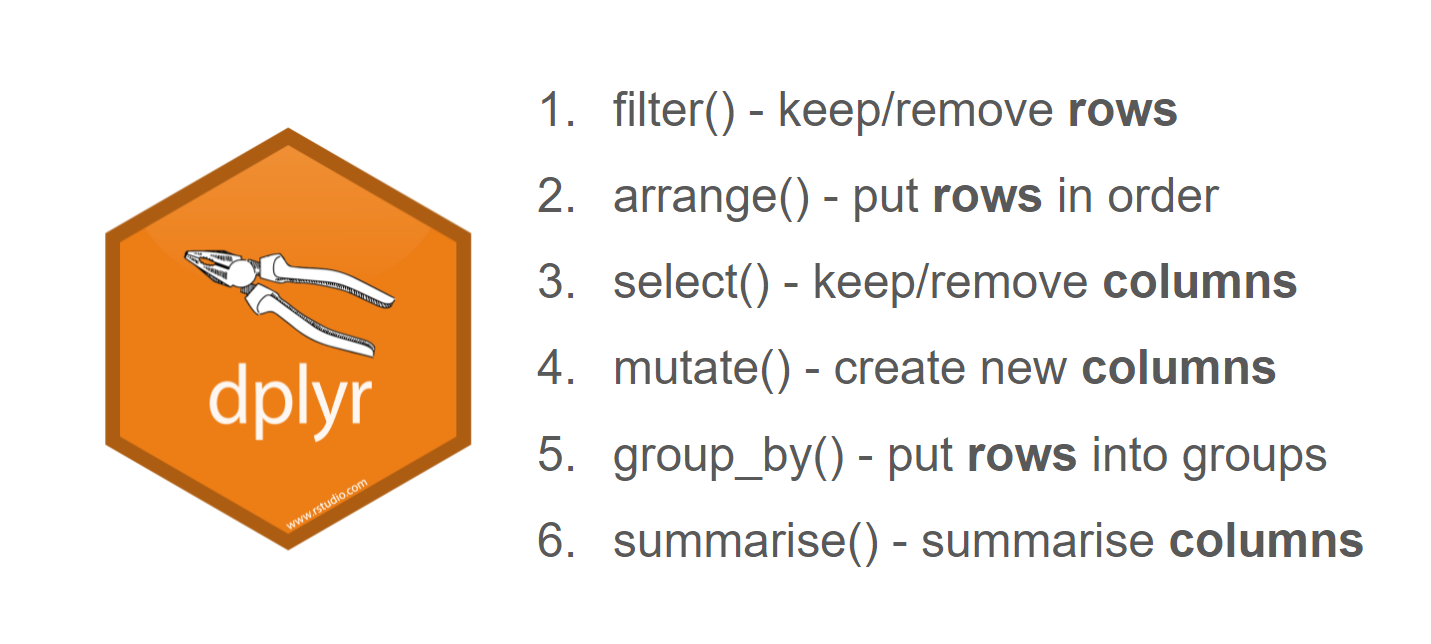 1. filter() - keep/remove rows
2. arrange() - put rows in order
3. select() - keep/remove columns
4. mutate() - create new columns
5. group_by() - put rows into groups
6. summarise() - summarise columns
dplyr
www.rstudio.com